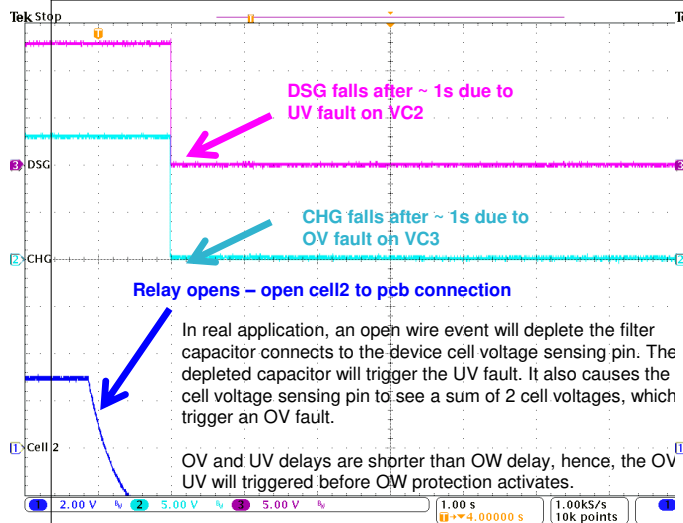 Tek Stop
Te
T
T
DSG falls after ~ 1s due to
UV fault on VC2
3 DSG
3
CHG falls after ~ 1s due to
OV fault on VC3
2 CHG
2
Relay opens – open cell2 to pcb connection
In real application, an open wire event will deplete the filter
capacitor connects to the device cell voltage sensing pin. The
depleted capacitor will trigger the UV fault. It also causes the
cell voltage sensing pin to see a sum of 2 cell voltages, which
trigger an OV fault.
1 Cell 2
1
OV and UV delays are shorter than OW delay, hence, the OV
UV will triggered before OW protection activates.
1 2.00 V 2 5.00 V 3 5.00 V 1.00 s 1.00kS/s 1
T→▼4.00000 s 10k points